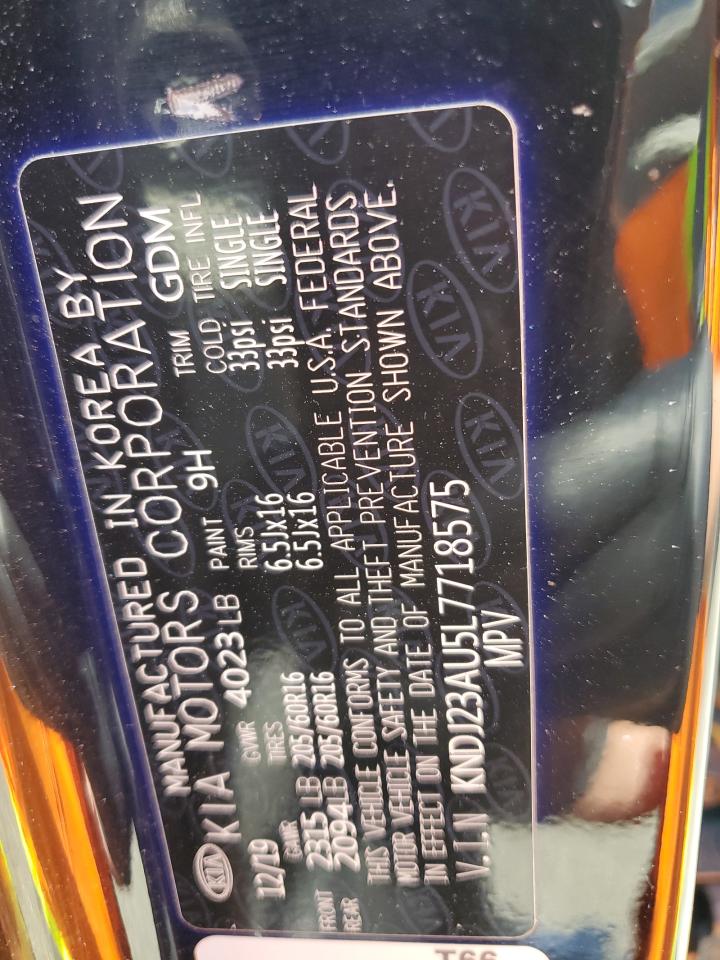 MANUFACTURED IN KOREA BY
KIA KIA MOTORS CORPORATION
12/19 GVWR 4023 LB PAINT 9H TRIM GDM
GAWR TIRES RIMS COLD TIRE INFL
FRONT 2315 LB 205/60R16 6.5Jx16 33psi SINGLE
REAR 2094LB 205/60R16 6.5Jx16 33psi SINGLE
THIS VEHICLE CONFORMS TO ALL APPLICABLE U.S.A. FEDERAL
MOTOR VEHICLE SAFETY AND THEFT PREVENTION STANDARDS
IN EFFECT ON THE DATE OF MANUFACTURE SHOWN ABOVE.
V.I.N KNDJ23AU5L7718575
MPV